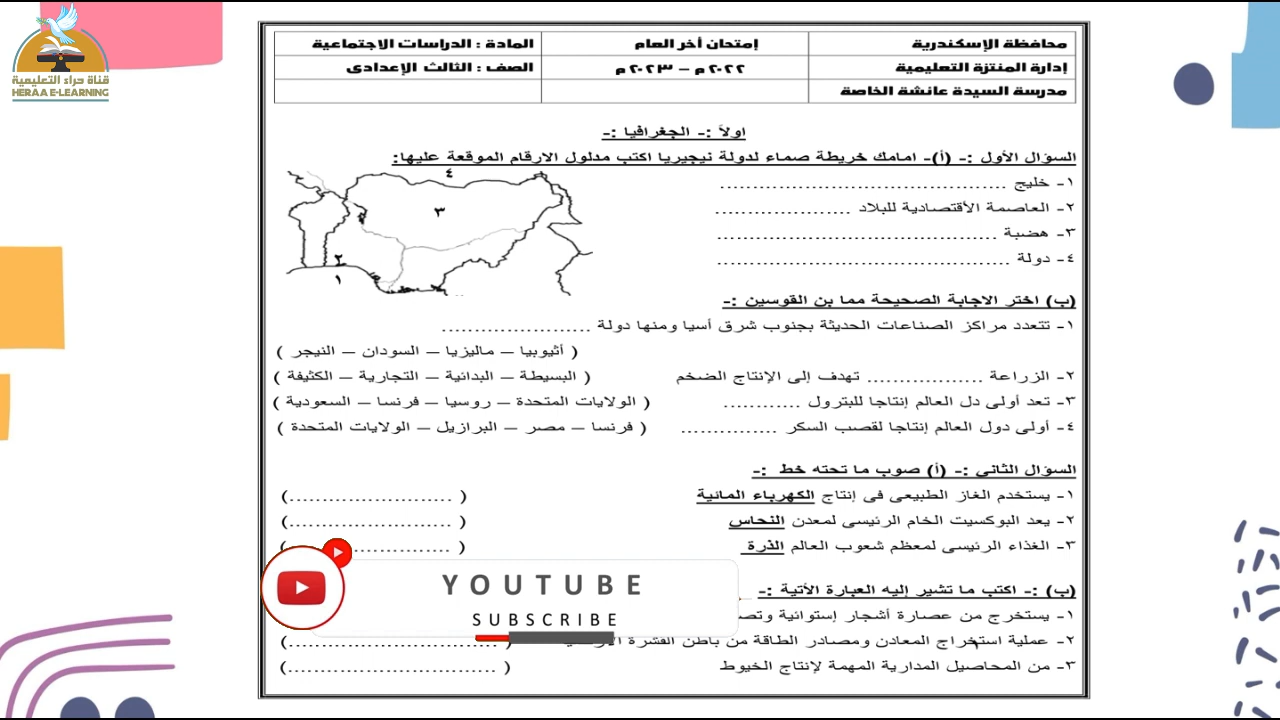 قناة حراء التعليمية
HERAA E-LEARNING
محافظة الإسكندرية
إمتحان أخر العام
المادة : الدراسات الاجتماعية
إدارة المنتزة التعليمية
٢٠٢٢م – ٢٠٢٣م
الصف : الثالث الإعدادى
مدرسة السيدة عائشة الخاصة
اولاً :- الجغرافيا :-
السؤال الأول :- (أ)- امامك خريطة صماء لدولة نيجيريا اكتب مدلول الارقام الموقعة عليها:
١- خليج ...........................................
٢- العاصمة الأقتصادية للبلاد .....................
٣- هضبة ..........................................
٤- دولة ............................................
٤
٣
٢
١
(ب) اختر الاجابة الصحيحة مما بن القوسين :-
١- تتعدد مراكز الصناعات الحديثة بجنوب شرق أسيا ومنها دولة .......................
( أثيوبيا – ماليزيا – السودان – النيجر )
٢- الزراعة .................. تهدف إلى الإنتاج الضخم ( البسيطة – البدائية – التجارية – الكثيفة )
٣- تعد أولى دل العالم إنتاجا للبترول ............ ( الولايات المتحدة – روسيا – فرنسا – السعودية )
٤- أولى دول العالم إنتاجا لقصب السكر ............... ( فرنسا – مصر – البرازيل – الولايات المتحدة )
السؤال الثانى :- (أ) صوب ما تحته خط :-
١- يستخدم الغاز الطبيعى فى إنتاج الكهرباء المائية ( ......................... )
٢- يعد البوكسيت الخام الرئيسى لمعدن النحاس ( ......................... )
٣- الغذاء الرئيسى لمعظم شعوب العالم الذرة ( ............... )
YOUTUBE
SUBSCRIBE
(ب) :- اكتب ما تشير إليه العبارة الأتية :-
١- يستخرج من عصارة أشجار إستوائية
٢- عملية استخراج المعادن ومصادر الطاقة من باطن القشرة الأرضية ( ................................ )
٣- من المحاصيل المدارية المهمة لإنتاج الخيوط ( ................................ )